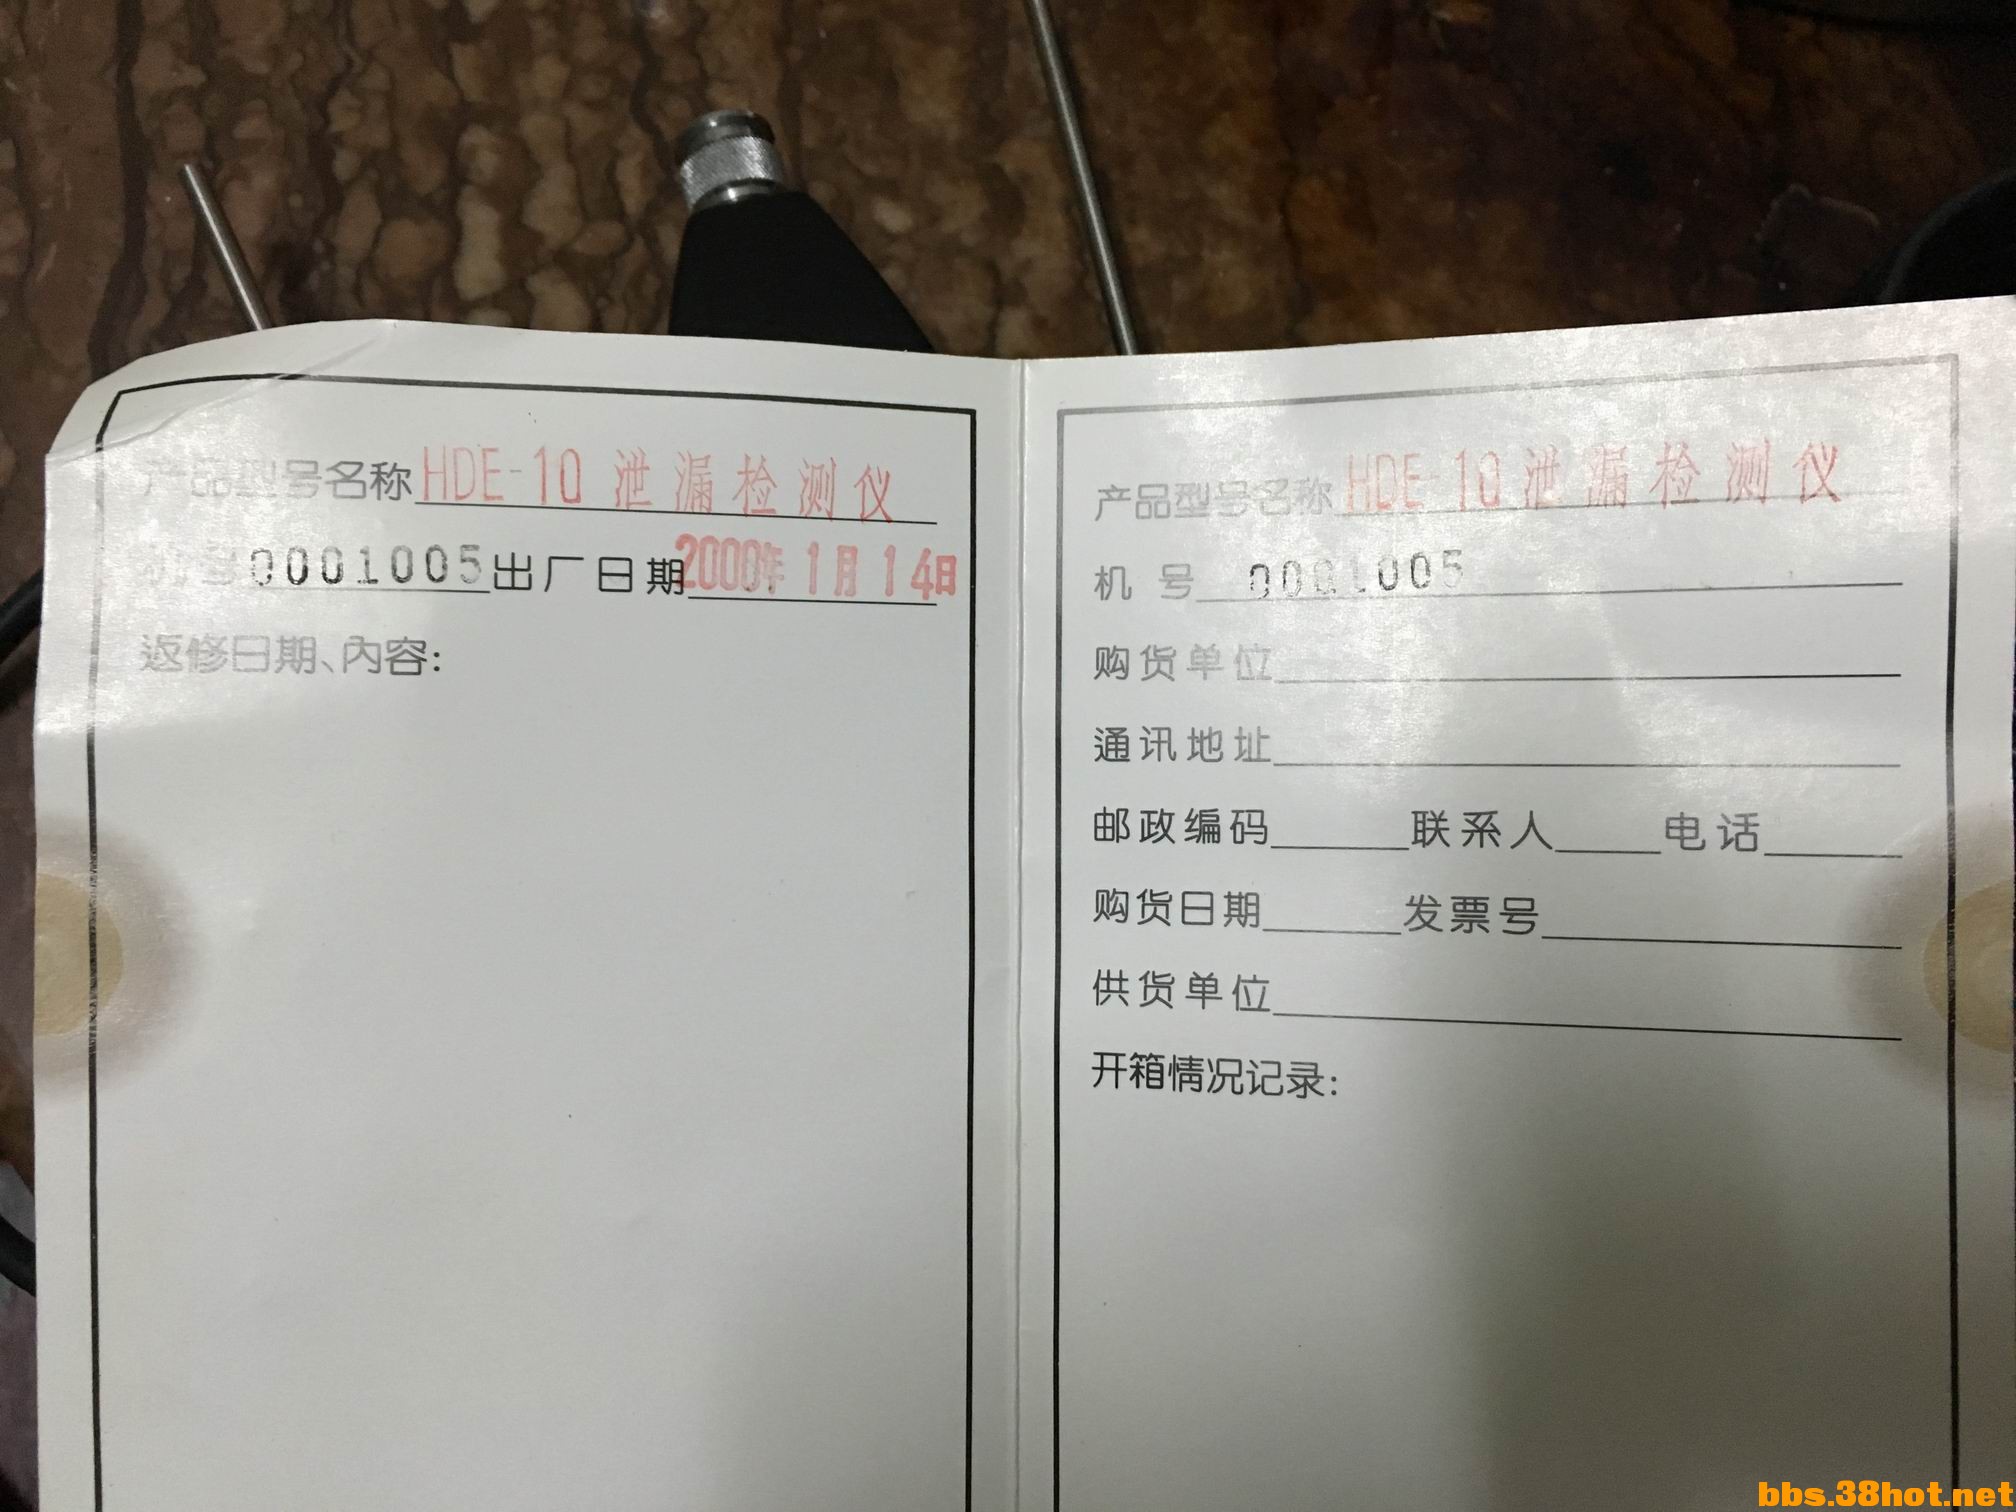 产品型号名称HDE-10 泄漏检测仪
机号0001005出厂日期2000年1月14日
返修日期、内容:
产品型号名称HDE-10泄漏检测仪
机 号 0001005
购货单位
通讯地址
邮政编码 联系人 电话
购货日期 发票号
供货单位
开箱情况记录:
bbs.38hot.net